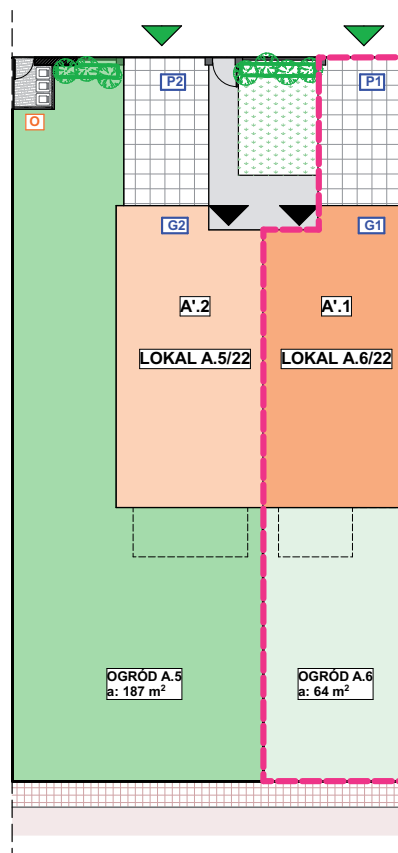 P2
P1
O
G2
G1
A'.2
A'.1
LOKAL A.5/22
LOKAL A.6/22
OGRÓD A.5
a: 187 m²
OGRÓD A.6
a: 64 m²